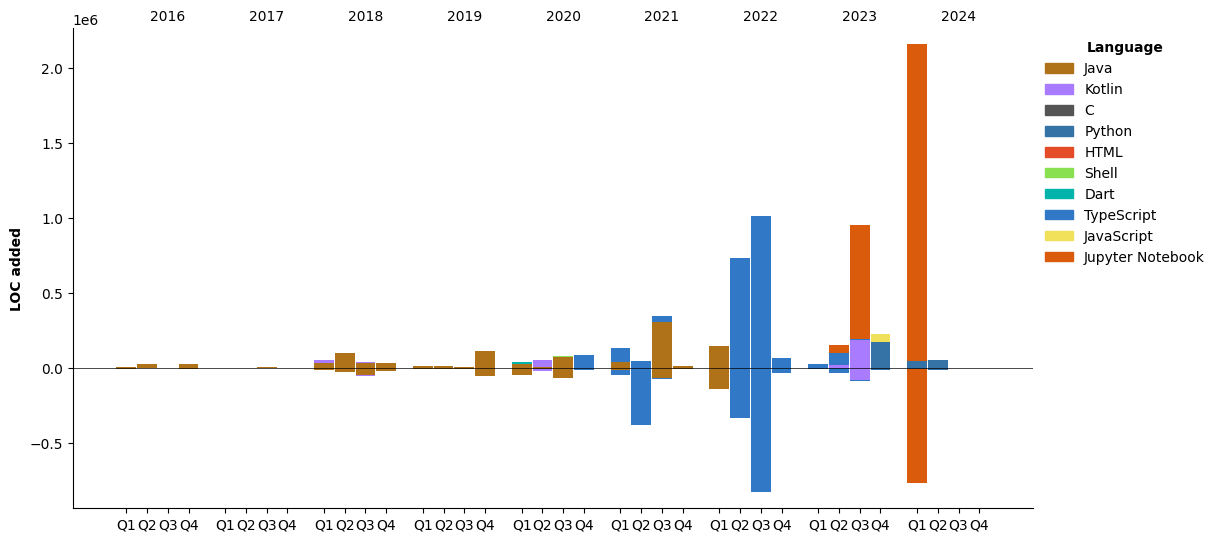 1e6
2016 2017 2018 2019 2020 2021 2022 2023 2024
2.0
1.5
1.0
0.5
0.0
−0.5
LOC added
Q1 Q2 Q3 Q4 Q1 Q2 Q3 Q4 Q1 Q2 Q3 Q4 Q1 Q2 Q3 Q4 Q1 Q2 Q3 Q4 Q1 Q2 Q3 Q4 Q1 Q2 Q3 Q4 Q1 Q2 Q3 Q4 Q1 Q2 Q3 Q4
Language
Java
Kotlin
C
Python
HTML
Shell
Dart
TypeScript
JavaScript
Jupyter Notebook